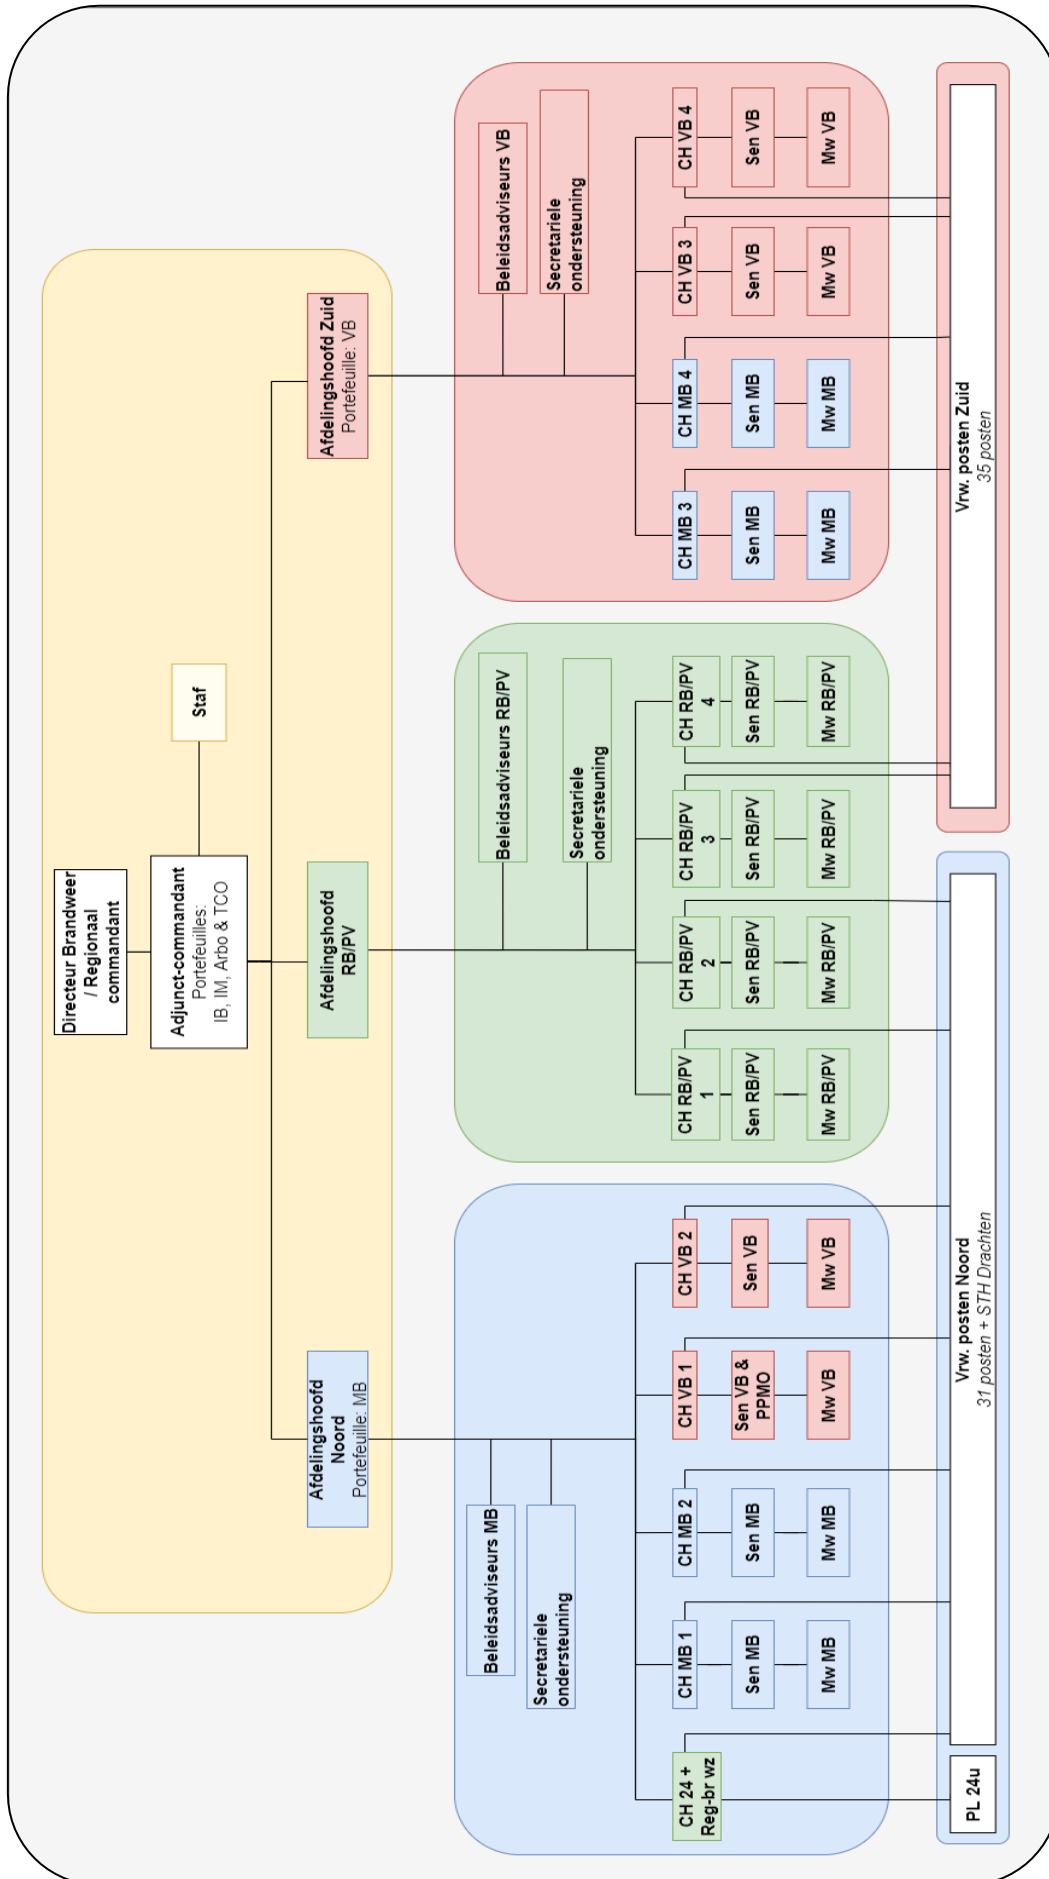 Directeur Brandweer
/ Regionaal
commandant
Adjunct-commandant
Portefeuilles:
IB, IM, Arbo & TCO
Staf
Afdelingshoofd
Noord
Portefeuille: MB
Afdelingshoofd
RB/PV
Afdelingshoofd Zuid
Portefeuille: VB
Beleidsadviseurs MB
Secretariele
ondersteuning
CH 24 +
Reg-br wz
CH MB 1
Sen MB
Mw MB
CH MB 2
Sen MB
Mw MB
CH VB 1
Sen VB &
PPMO
Mw VB
CH VB 2
Sen VB
Mw VB
Beleidsadviseurs RB/PV
Secretariele
ondersteuning
CH RB/PV
1
Sen RB/PV
Mw RB/PV
CH RB/PV
2
Sen RB/PV
Mw RB/PV
CH RB/PV
3
Sen RB/PV
Mw RB/PV
CH RB/PV
4
Sen RB/PV
Mw RB/PV
Beleidsadviseurs VB
Secretariele
ondersteuning
CH MB 3
Sen MB
Mw MB
CH MB 4
Sen MB
Mw MB
CH VB 3
Sen VB
Mw VB
CH VB 4
Sen VB
Mw VB
PL 24u
Vrw. posten Noord
31 posten + STH Drachten
Vrw. posten Zuid
35 posten